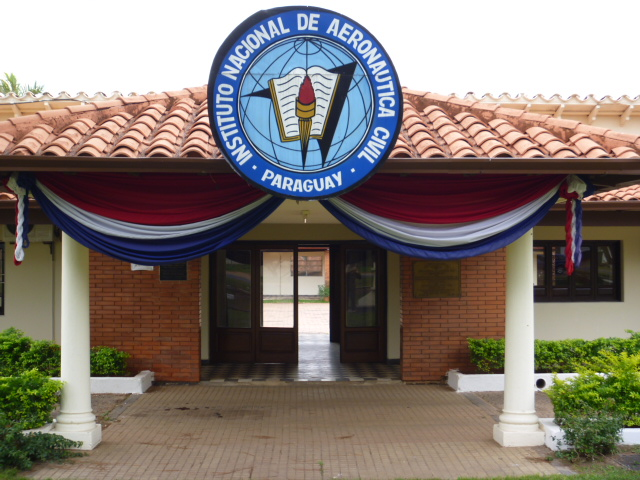 INSTITUTO NACIONAL DE AERONAUTICA CIVIL
· PARAGUAY ·